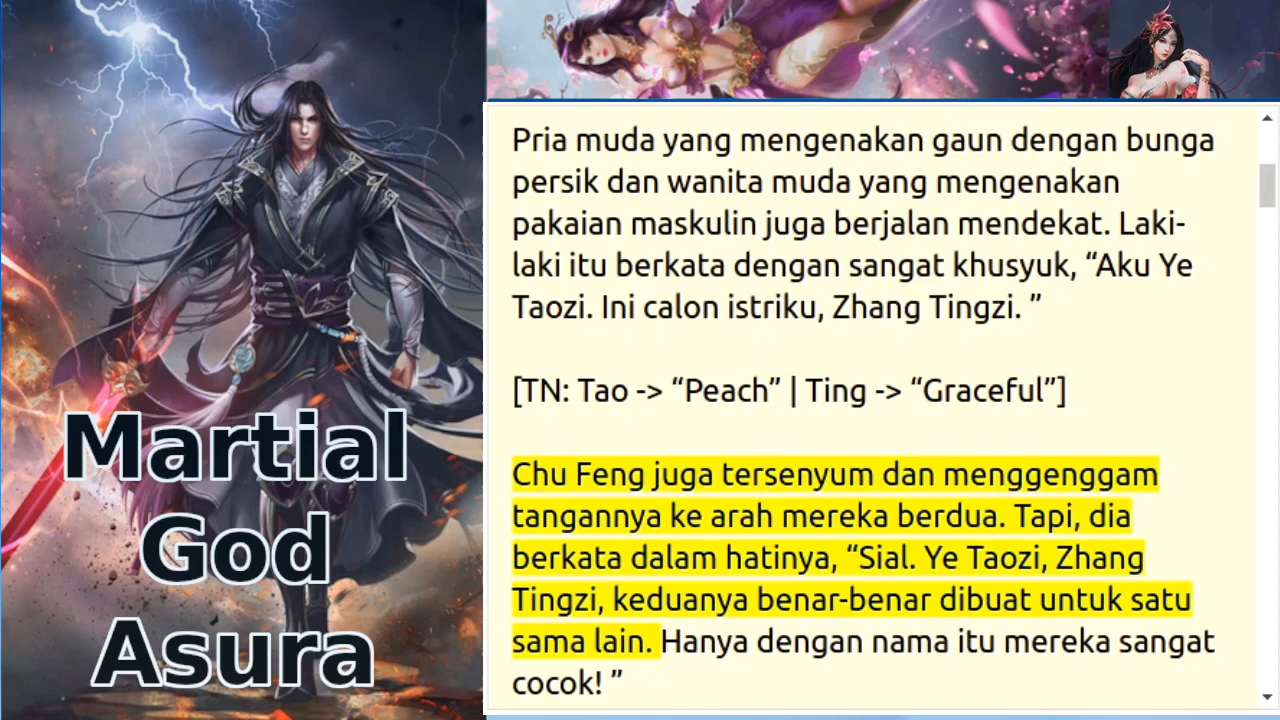 Martial
God
Asura
Pria muda yang mengenakan gaun dengan bunga
persik dan wanita muda yang mengenakan
pakaian maskulin juga berjalan mendekat. Laki-
laki itu berkata dengan sangat khusyuk, “Aku Ye
Taozi. Ini calon istriku, Zhang Tingzi. ”
[TN: Tao -> “Peach” | Ting -> “Graceful”]
Chu Feng juga tersenyum dan menggenggam
tangannya ke arah mereka berdua. Tapi, dia
berkata dalam hatinya, “Sial. Ye Taozi, Zhang
Tingzi, keduanya benar-benar dibuat untuk satu
sama lain. Hanya dengan nama itu mereka sangat
cocok! ”